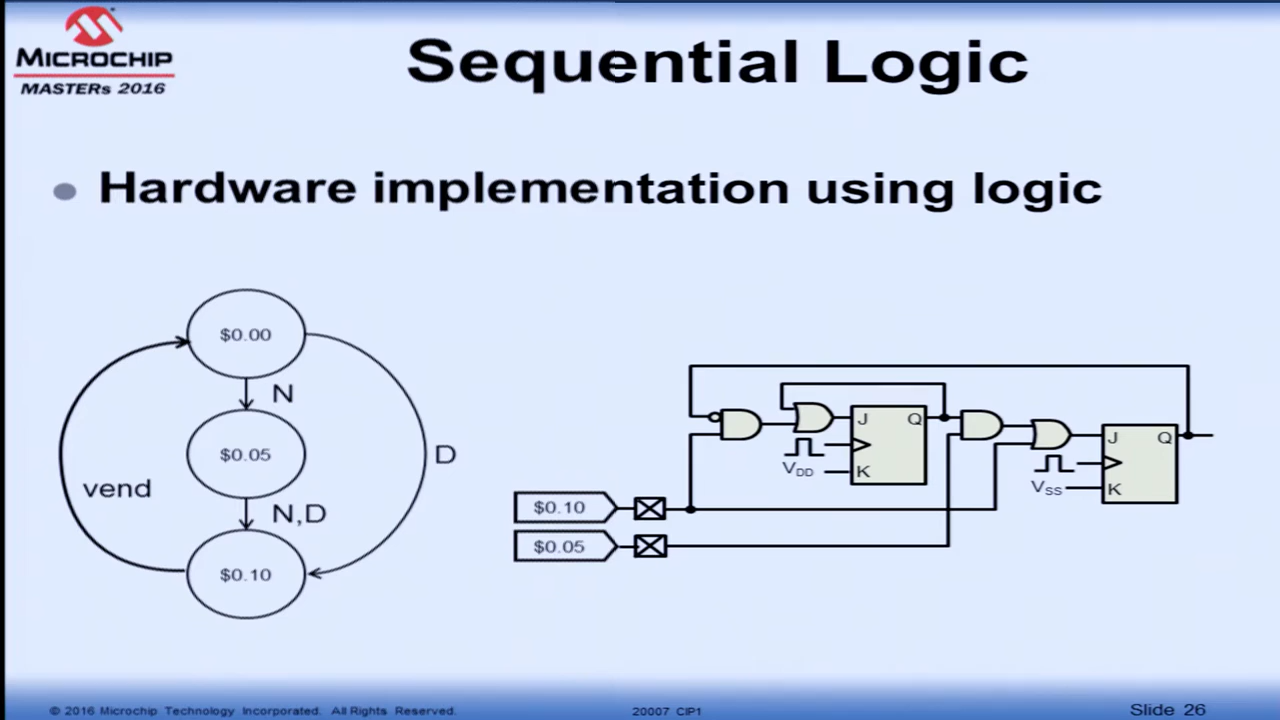 MICROCHIP
MASTERs 2016
Sequential Logic
Hardware implementation using logic
$0.00
N
$0.05
D
vend
N,D
$0.10
J
Q
VDD
K
J
Q
VSS
K
$0.10
$0.05
© 2016 Microchip Technology Incorporated. All Rights Reserved.
20007 CIP1
Slide 26